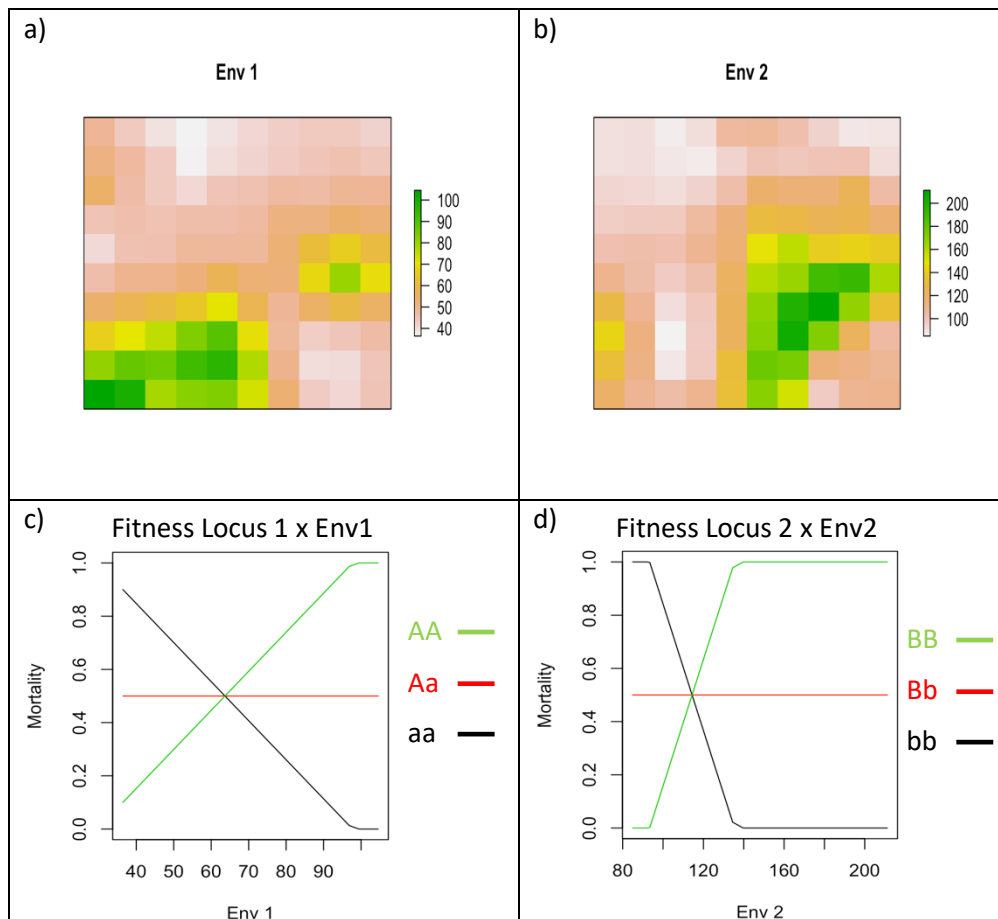 a)
Env 1
100
90
80
70
60
50
40
b)
Env 2
200
180
160
140
120
100
c)
Fitness Locus 1 x Env1
Mortality
1.0
0.8
0.6
0.4
0.2
0.0
40 50 60 70 80 90
Env 1
AA
Aa
aa
d)
Fitness Locus 2 x Env2
Mortality
1.0
0.8
0.6
0.4
0.2
0.0
80 120 160 200
Env 2
BB
Bb
bb